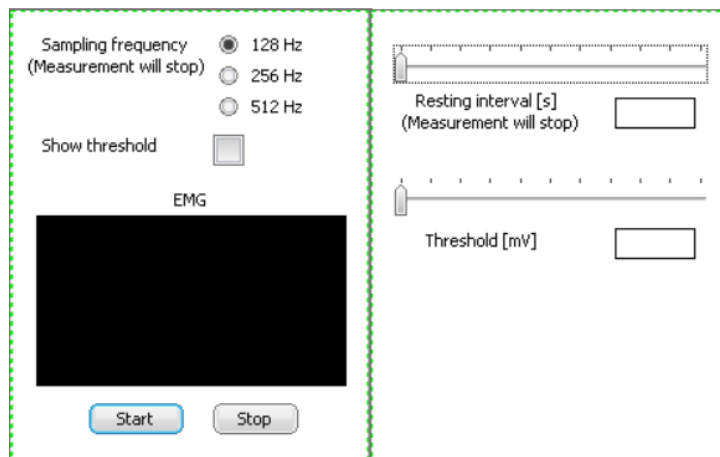 Sampling frequency
(Measurement will stop)
128 Hz
256 Hz
512 Hz
Show threshold
EMG
Start
Stop
Resting interval [s]
(Measurement will stop)
Threshold [mV]